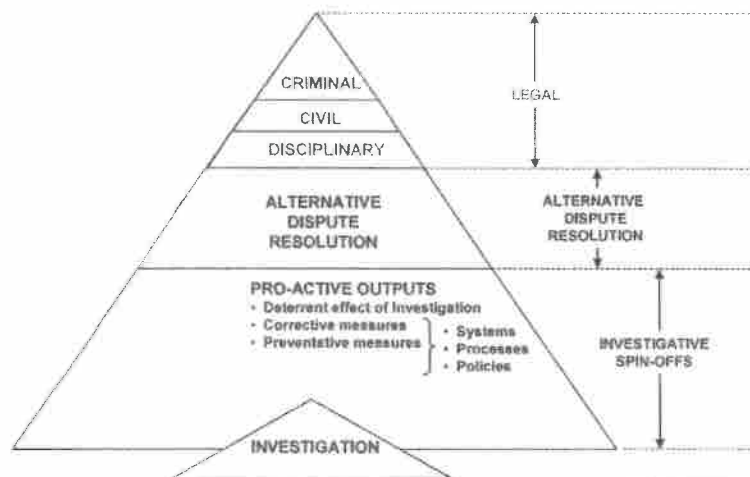 CRIMINAL
CIVIL
DISCIPLINARY
LEGAL
ALTERNATIVE
DISPUTE
RESOLUTION
ALTERNATIVE
DISPUTE
RESOLUTION
PRO-ACTIVE OUTPUTS
• Deterrent effect of Investigation
• Corrective measures
• Preventative measures
• Systems
• Processes
• Policies
INVESTIGATIVE
SPIN-OFFS
INVESTIGATION